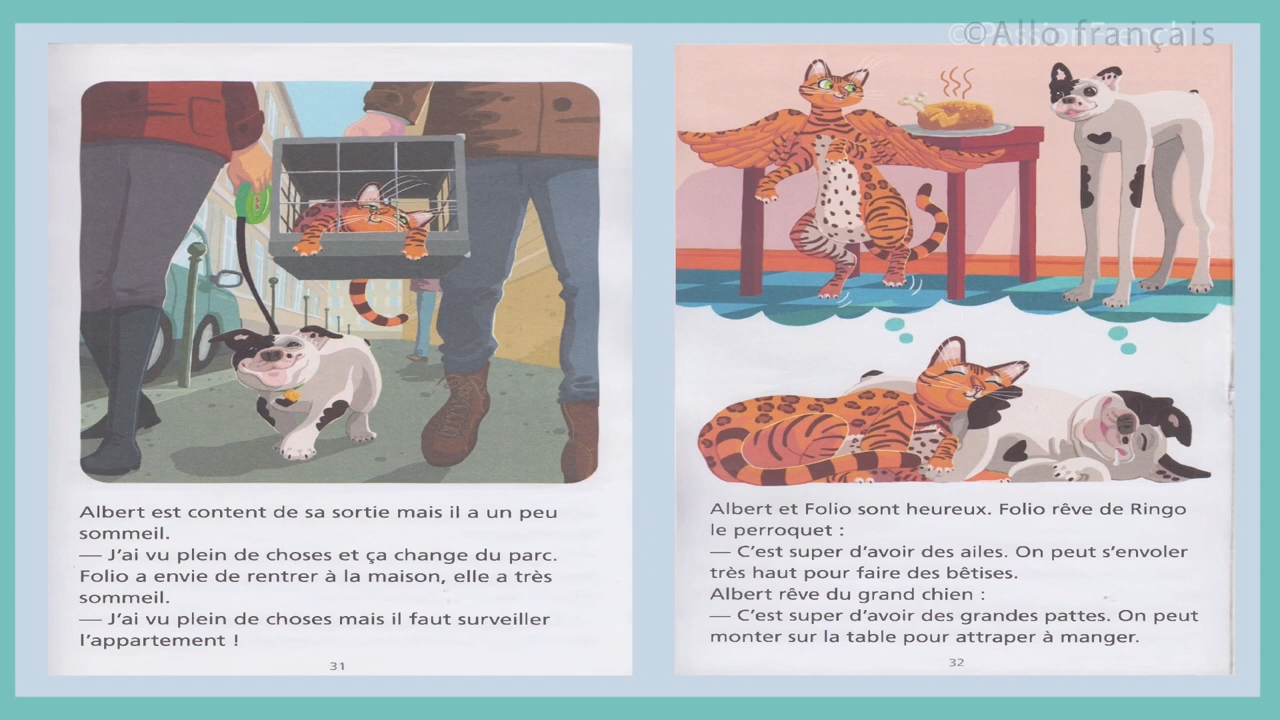 ©Allo français
Albert est content de sa sortie mais il a un peu
sommeil.
— J'ai vu plein de choses et ça change du parc.
Folio a envie de rentrer à la maison, elle a très
sommeil.
— J'ai vu plein de choses mais il faut surveiller
l'appartement !
31
Albert et Folio sont heureux. Folio rêve de Ringo
le perroquet :
— C'est super d'avoir des ailes. On peut s'envoler
très haut pour faire des bêtises.
Albert rêve du grand chien :
— C'est super d'avoir des grandes pattes. On peut
monter sur la table pour attraper à manger.
32